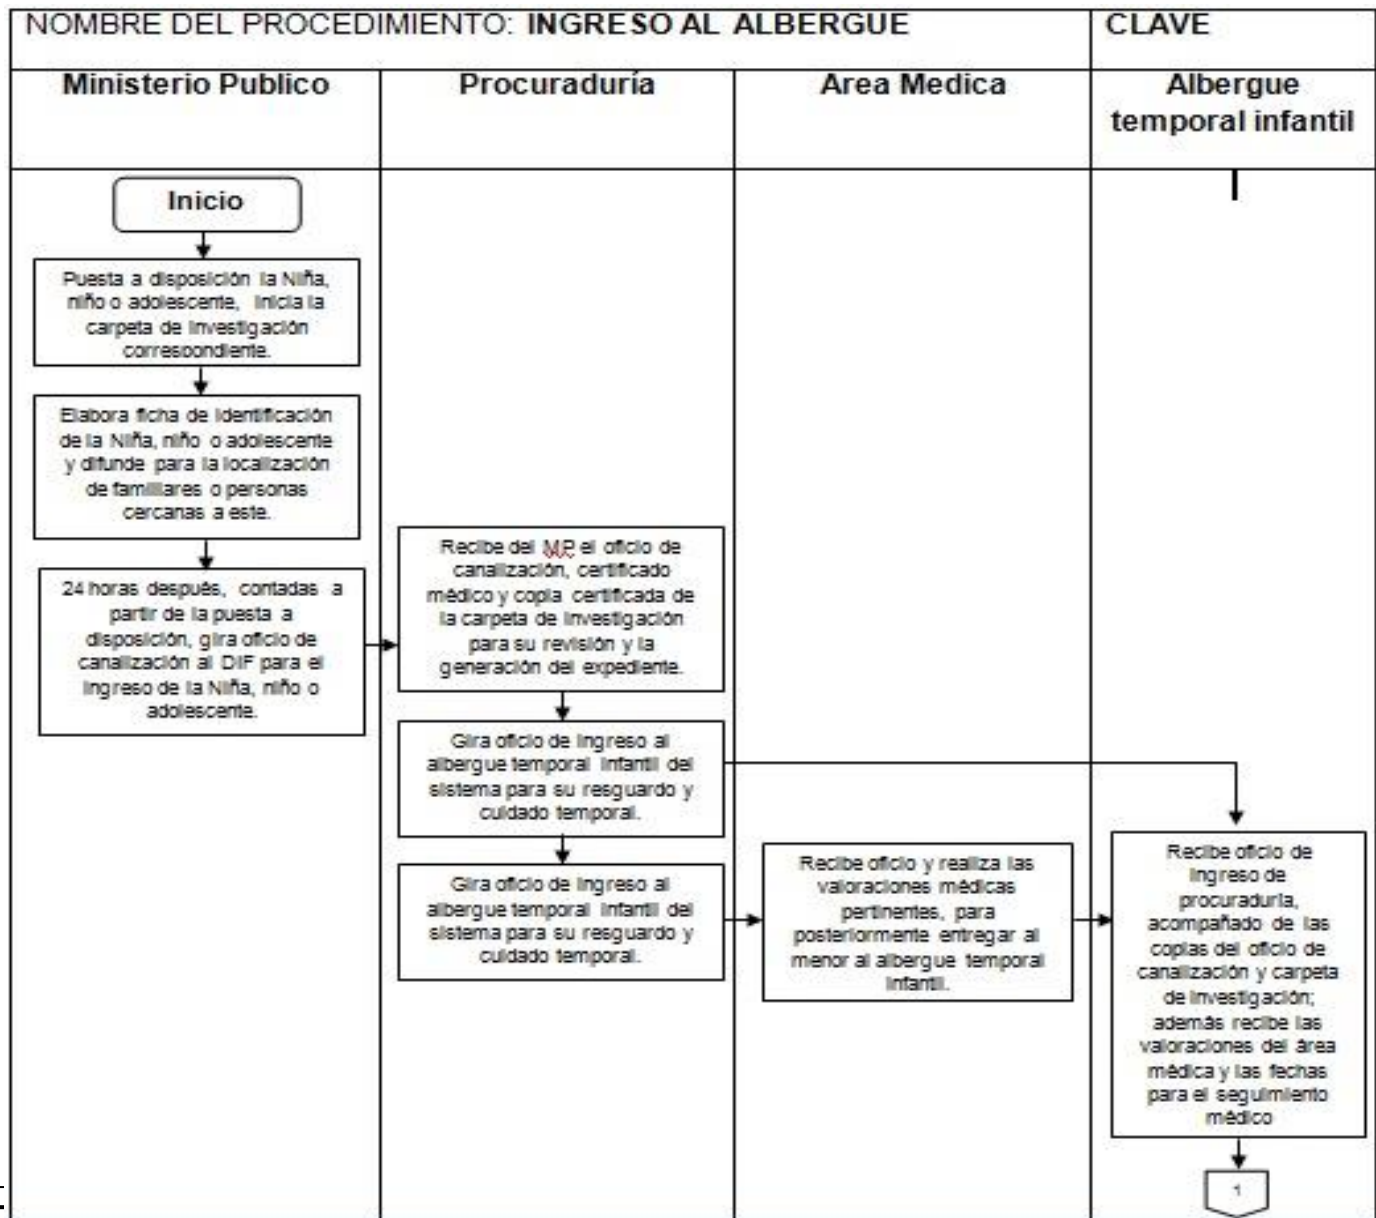 NOMBRE DEL PROCEDIMIENTO: INGRESO AL ALBERGUE
CLAVE
Ministerio Publico
Procuraduría
Area Medica
Albergue
temporal infantil
Inicio
Puesta a disposición la Niña,
niño o adolescente, inicia la
carpeta de investigación
correspondiente.
Elabora ficha de identificación
de la Niña, niño o adolescente
y difunde para la localización
de familiares o personas
cercanas a este.
24 horas después, contadas a
partir de la puesta a
disposición, gira oficio de
canalización al DIF para el
ingreso de la Niña, niño o
adolescente.
Recibe del MP el oficio de
canalización, certificado
médico y copia certificada de
la carpeta de investigación
para su revisión y la
generación del expediente.
Gira oficio de ingreso al
albergue temporal infantil del
sistema para su resguardo y
cuidado temporal.
Gira oficio de ingreso al
albergue temporal infantil del
sistema para su resguardo y
cuidado temporal.
Recibe oficio y realiza las
valoraciones médicas
pertinentes, para
posteriormente entregar al
menor al albergue temporal
infantil.
Recibe oficio de
ingreso de
procuraduría,
acompañado de las
copias del oficio de
canalización y carpeta
de investigación;
además recibe las
valoraciones del área
médica y las fechas
para el seguimiento
médico
1